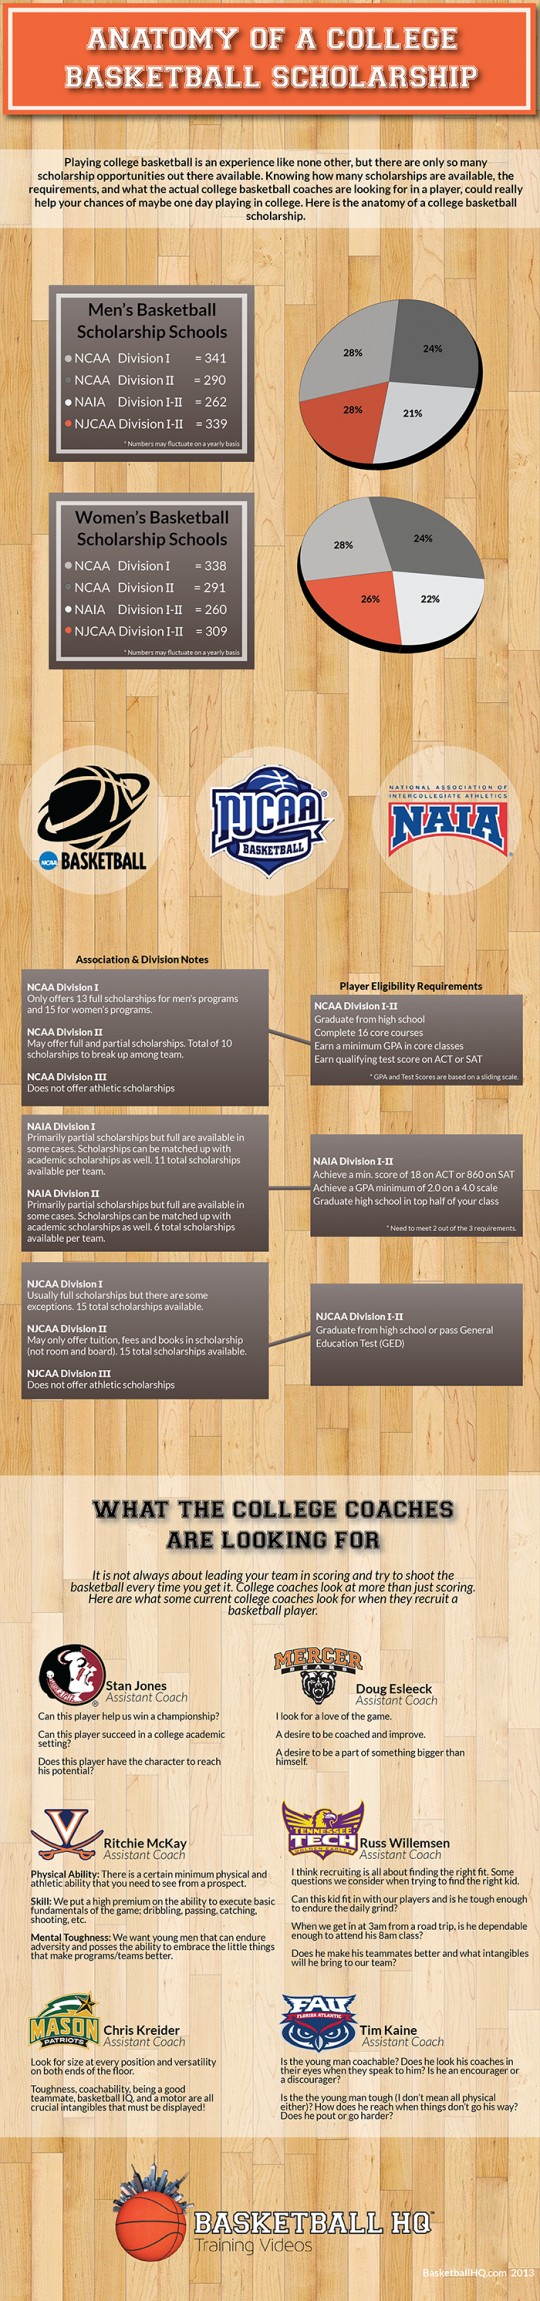 ANATOMY OF A COLLEGE
BASKETBALL SCHOLARSHIP
Playing college basketball is an experience like none other, but there are only so many
scholarship opportunities out there available. Knowing how many scholarships are available, the
requirements, and what the actual college basketball coaches are looking for in a player, could really
help your chances of maybe one day playing in college. Here is the anatomy of a college basketball
scholarship.
Men's Basketball
Scholarship Schools
NCAA Division I = 341
NCAA Division II = 290
NAIA Division I-II = 262
NJCAA Division I-II = 339
* Numbers may fluctuate on a yearly basis
28%
24%
28%
21%
Women's Basketball
Scholarship Schools
NCAA Division I = 338
NCAA Division II = 291
NAIA Division I-II = 260
NJCAA Division I-II = 309
* Numbers may fluctuate on a yearly basis
28%
24%
26%
22%
NCAA BASKETBALL
NJCAA®
BASKETBALL
NATIONAL ASSOCIATION OF
INTERCOLLEGIATE ATHLETICS
NAIA
Association & Division Notes
NCAA Division I
Only offers 13 full scholarships for men's programs
and 15 for women's programs.
NCAA Division II
May offer full and partial scholarships. Total of 10
scholarships to break up among team.
NCAA Division III
Does not offer athletic scholarships
Player Eligibility Requirements
NCAA Division I-II
Graduate from high school
Complete 16 core courses
Earn a minimum GPA in core classes
Earn qualifying test score on ACT or SAT
* GPA and Test Scores are based on a sliding scale.
NAIA Division I
Primarily partial scholarships but full are available in
some cases. Scholarships can be matched up with
academic scholarships as well. 11 total scholarships
available per team.
NAIA Division II
Primarily partial scholarships but full are available in
some cases. Scholarships can be matched up with
academic scholarships as well. 6 total scholarships
available per team.
NAIA Division I-II
Achieve a min. score of 18 on ACT or 860 on SAT
Achieve a GPA minimum of 2.0 on a 4.0 scale
Graduate high school in top half of your class
* Need to meet 2 out of the 3 requirements.
NJCAA Division I
Usually full scholarships but there are some
exceptions. 15 total scholarships available.
NJCAA Division II
May only offer tuition, fees and books in scholarship
(not room and board). 15 total scholarships available.
NJCAA Division III
Does not offer athletic scholarships
NJCAA Division I-II
Graduate from high school or pass General
Education Test (GED)
WHAT THE COLLEGE COACHES
ARE LOOKING FOR
It is not always about leading your team in scoring and try to shoot the
basketball every time you get it. College coaches look at more than just scoring.
Here are what some current college coaches look for when they recruit a
basketball player.
Stan Jones
Assistant Coach
Can this player help us win a championship?
Can this player succeed in a college academic
setting?
Does this player have the character to reach
his potential?
MERCER
BEARS
Doug Esleeck
Assistant Coach
I look for a love of the game.
A desire to be coached and improve.
A desire to be a part of something bigger than
himself.
Ritchie McKay
Assistant Coach
Physical Ability: There is a certain minimum physical and
athletic ability that you need to see from a prospect.
Skill: We put a high premium on the ability to execute basic
fundamentals of the game; dribbling, passing, catching,
shooting, etc.
Mental Toughness: We want young men that can endure
adversity and posses the ability to embrace the little things
that make programs/teams better.
TENNESSEE
TECH
GOLDEN EAGLES
Russ Willemsen
Assistant Coach
I think recruiting is all about finding the right fit. Some
questions we consider when trying to find the right kid.
Can this kid fit in with our players and is he tough enough
to endure the daily grind?
When we get in at 3am from a road trip, is he dependable
enough to attend his 8am class?
Does he make his teammates better and what intangibles
will he bring to our team?
MASON
PATRIOTS
Chris Kreider
Assistant Coach
Look for size at every position and versatility
on both ends of the floor.
Toughness, coachability, being a good
teammate, basketball IQ, and a motor are all
crucial intangibles that must be displayed!
FAU
FLORIDA ATLANTIC
Tim Kaine
Assistant Coach
Is the young man coachable? Does he look his coaches in
their eyes when they speak to him? Is he an encourager or
a discourager?
Is the the young man tough (I don't mean all physical
either)? How does he reach when things don't go his way?
Does he pout or go harder?
BASKETBALL HQ™
Training Videos
BasketballHQ.com 2013